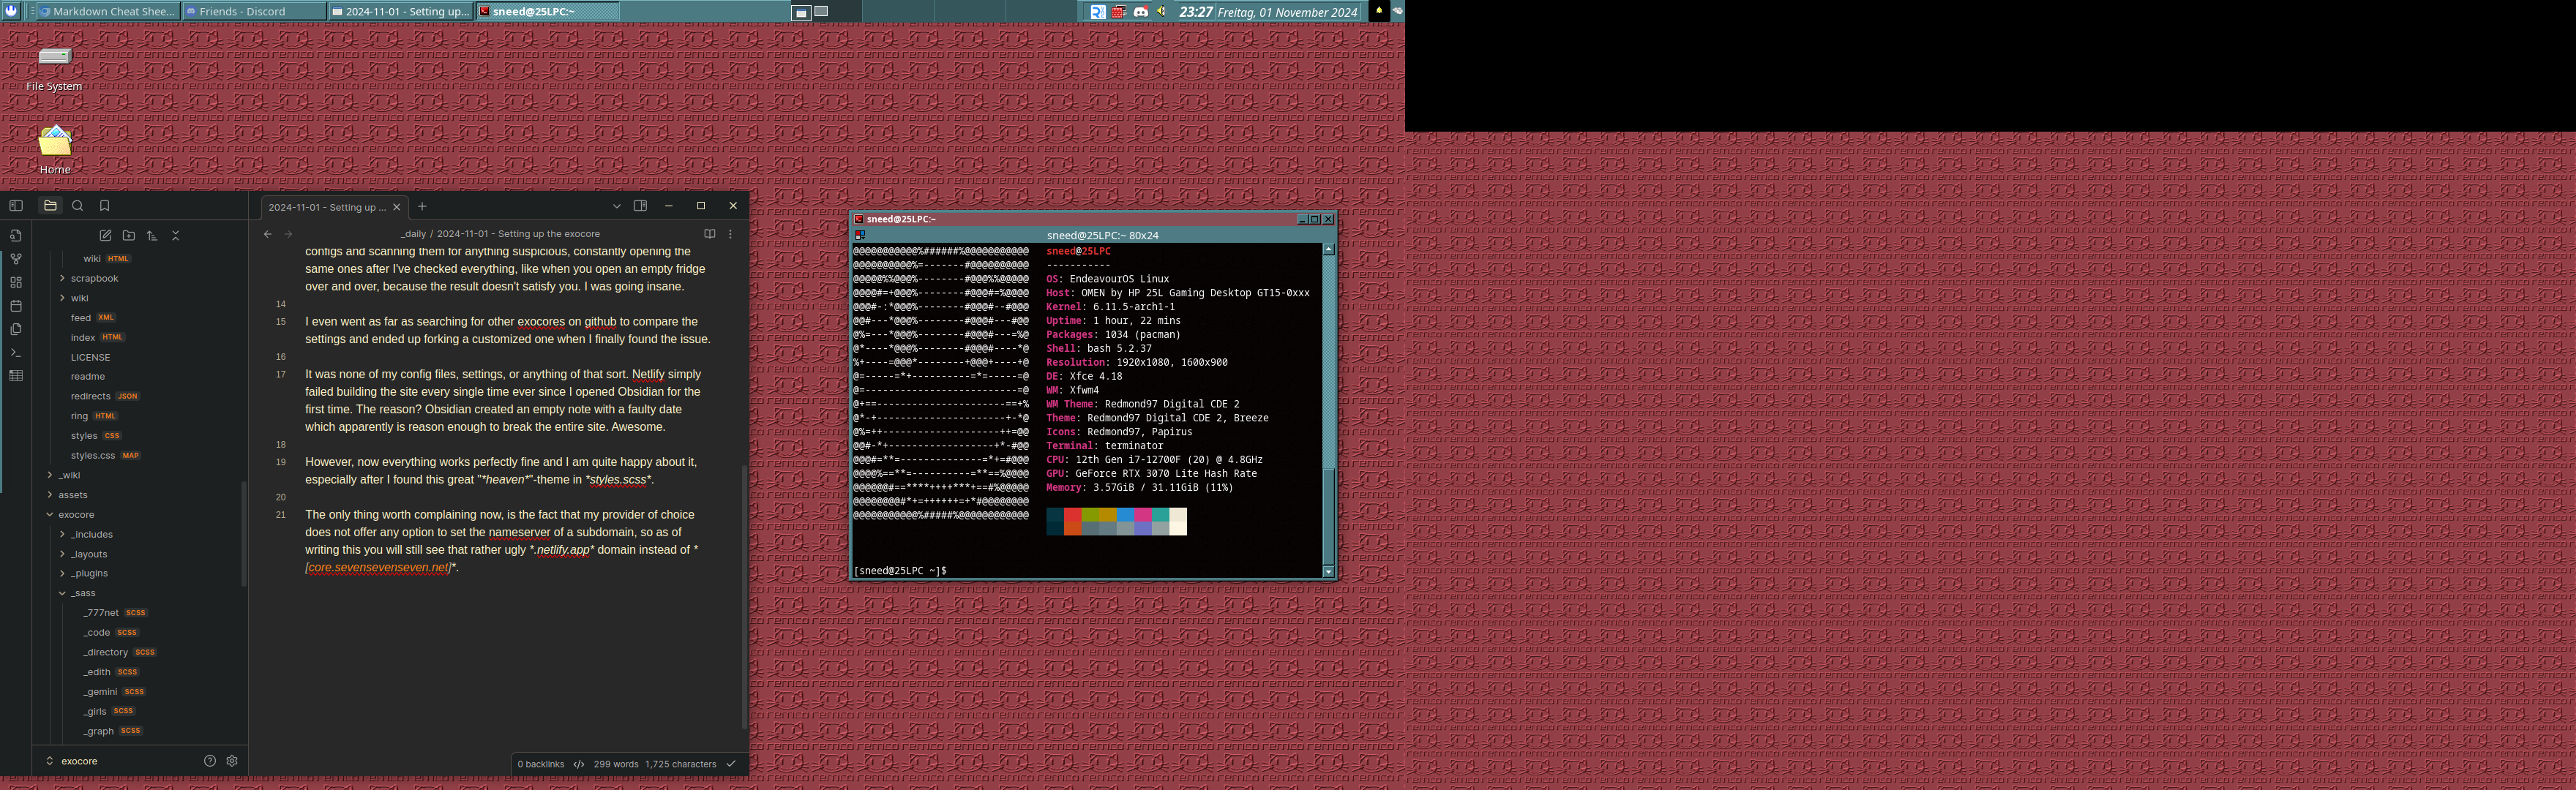 Markdown Cheat Shee...
Friends - Discord
2024-11-01 - Setting up...
sneed@25LPC:~
23:27 Freitag, 01 November 2024
File System
Home
2024-11-01 - Setting up ...
_daily / 2024-11-01 - Setting up the exocore
wiki HTML
scrapbook
wiki
feed XML
index HTML
LICENSE
readme
redirects JSON
ring HTML
styles CSS
styles.css MAP
_wiki
assets
exocore
_includes
_layouts
_plugins
_sass
_777net SCSS
_code SCSS
_directory SCSS
_edith SCSS
_gemini SCSS
_girls SCSS
_graph SCSS
exocore
configs and scanning them for anything suspicious, constantly opening the
same ones after I've checked everything, like when you open an empty fridge
over and over, because the result doesn't satisfy you. I was going insane.
14
15 I even went as far as searching for other exocores on github to compare the
settings and ended up forking a customized one when I finally found the issue.
16
17 It was none of my config files, settings, or anything of that sort. Netlify simply
failed building the site every single time ever since I opened Obsidian for the
first time. The reason? Obsidian created an empty note with a faulty date
which apparently is reason enough to break the entire site. Awesome.
18
19 However, now everything works perfectly fine and I am quite happy about it,
especially after I found this great "*heaven*"-theme in *styles.scss*.
20
21 The only thing worth complaining now, is the fact that my provider of choice
does not offer any option to set the nameserver of a subdomain, so as of
writing this you will still see that rather ugly *.netlify.app* domain instead of *
[core.sevensevenseven.net]*.
0 backlinks </> 299 words 1,725 characters
sneed@25LPC:~
sneed@25LPC:~ 80x24
sneed@25LPC
-----------
OS: EndeavourOS Linux
Host: OMEN by HP 25L Gaming Desktop GT15-0xxx
Kernel: 6.11.5-arch1-1
Uptime: 1 hour, 22 mins
Packages: 1034 (pacman)
Shell: bash 5.2.37
Resolution: 1920x1080, 1600x900
DE: Xfce 4.18
WM: Xfwm4
WM Theme: Redmond97 Digital CDE 2
Theme: Redmond97 Digital CDE 2, Breeze
Icons: Redmond97, Papirus
Terminal: terminator
CPU: 12th Gen i7-12700F (20) @ 4.8GHz
GPU: GeForce RTX 3070 Lite Hash Rate
Memory: 3.57GiB / 31.11GiB (11%)
[sneed@25LPC ~]$